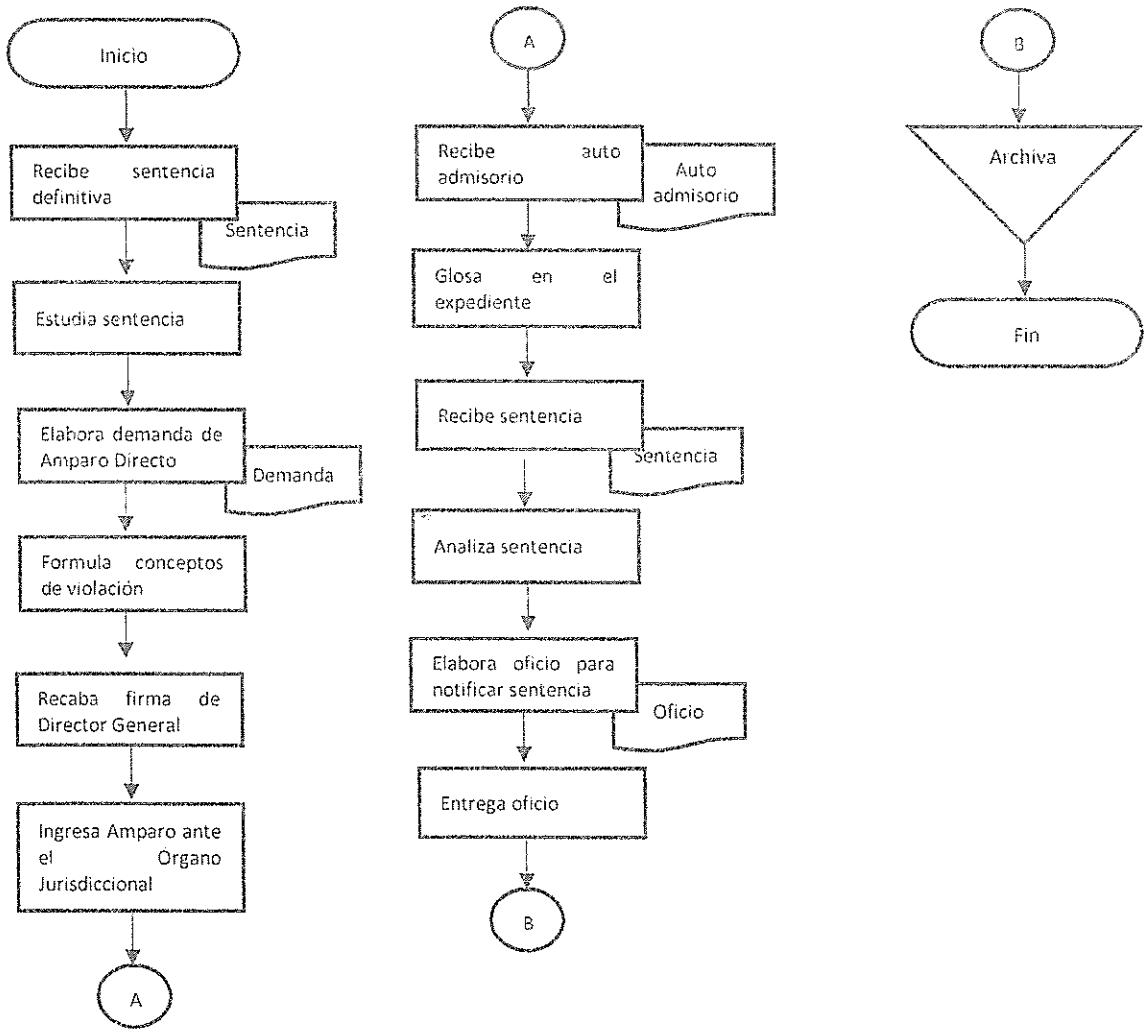 Inicio
Recibe sentencia
definitiva
Sentencia
Estudia sentencia
Elabora demanda de
Amparo Directo
Demanda
Formula conceptos
de violación
Recaba firma de
Director General
Ingresa Amparo ante
el Órgano
Jurisdiccional
A
A
Recibe auto
admisorio
Auto
admisorio
Glosa en el
expediente
Recibe sentencia
Sentencia
Analiza sentencia
Elabora oficio para
notificar sentencia
Oficio
Entrega oficio
B
B
Archiva
Fin